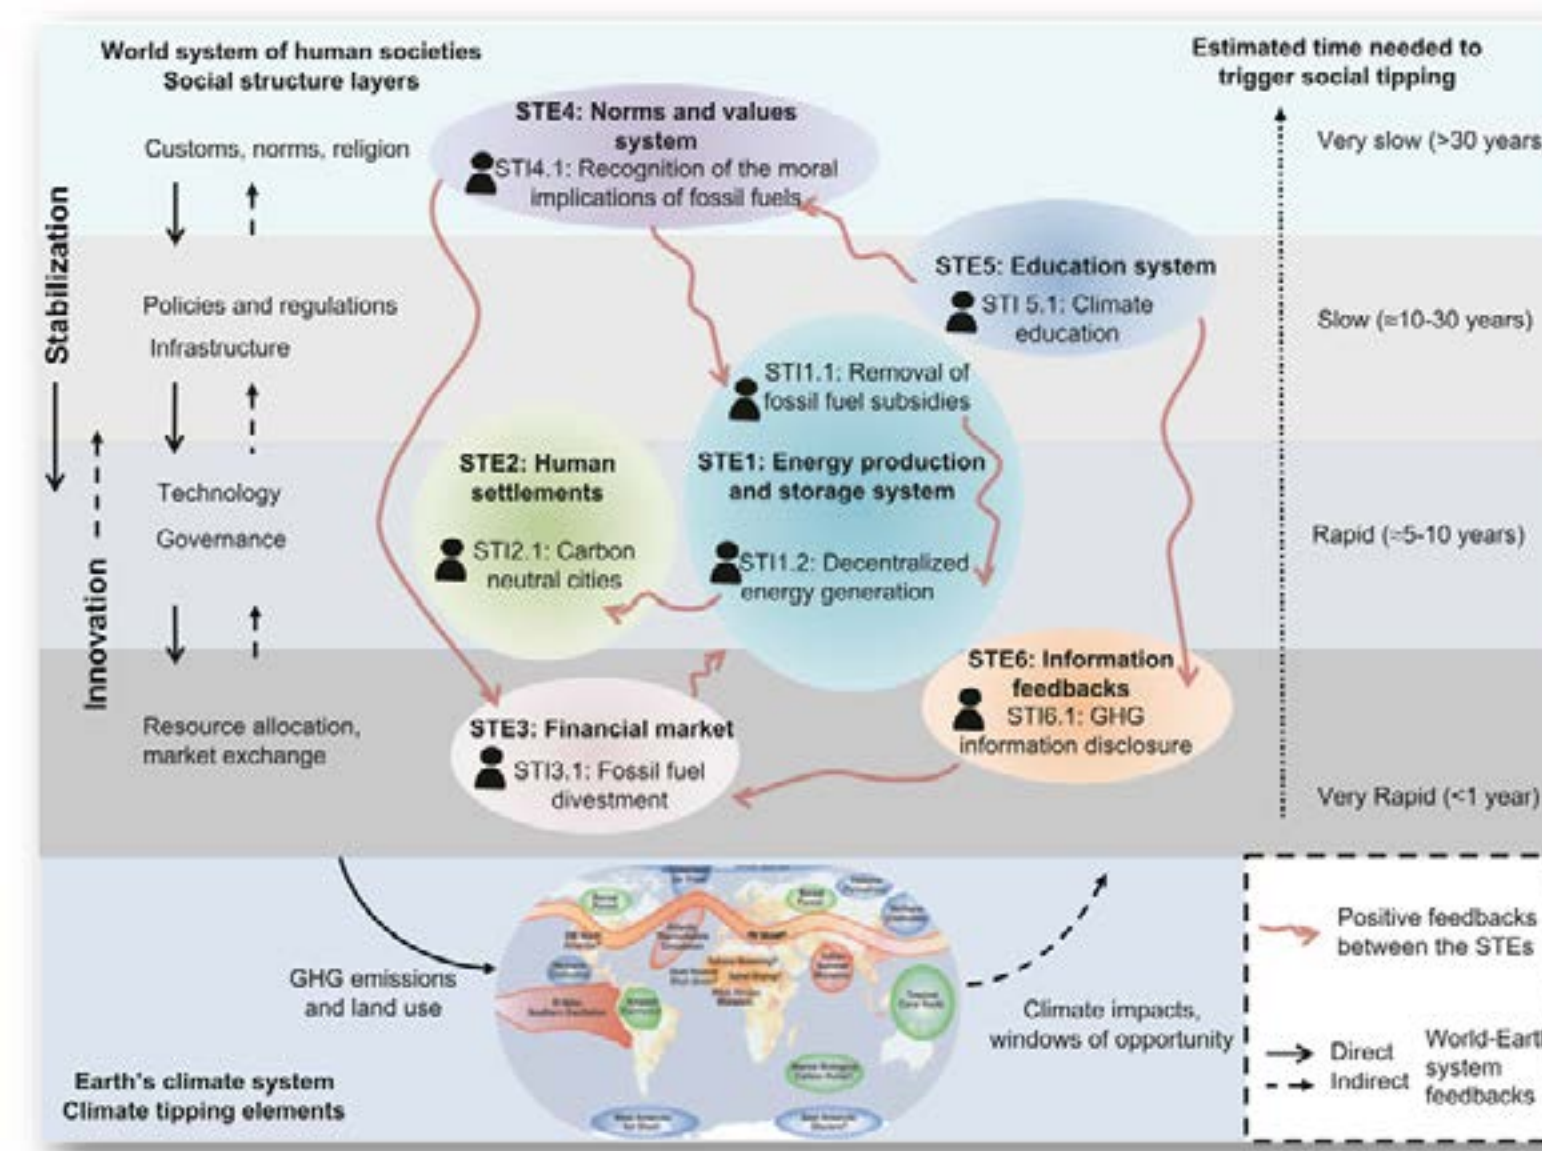 World system of human societies
Social structure layers
Estimated time needed to
trigger social tipping
Customs, norms, religion
Policies and regulations
Infrastructure
Technology
Governance
Resource allocation,
market exchange
Stabilization
Innovation
STE4: Norms and values
system
STI4.1: Recognition of the moral
implications of fossil fuels
STE5: Education system
STI 5.1: Climate
education
STI1.1: Removal of
fossil fuel subsidies
STE1: Energy production
and storage system
STI1.2: Decentralized
energy generation
STE2: Human
settlements
STI2.1: Carbon
neutral cities
STE3: Financial market
STI3.1: Fossil fuel
divestment
STE6: Information
feedbacks
STI6.1: GHG
information disclosure
Very slow (>30 years
Slow (≈10-30 years)
Rapid (≈5-10 years)
Very Rapid (<1 year)
GHG emissions
and land use
Climate impacts,
windows of opportunity
Earth's climate system
Climate tipping elements
Positive feedbacks
between the STEs
Direct
Indirect
World-Earth
system
feedbacks